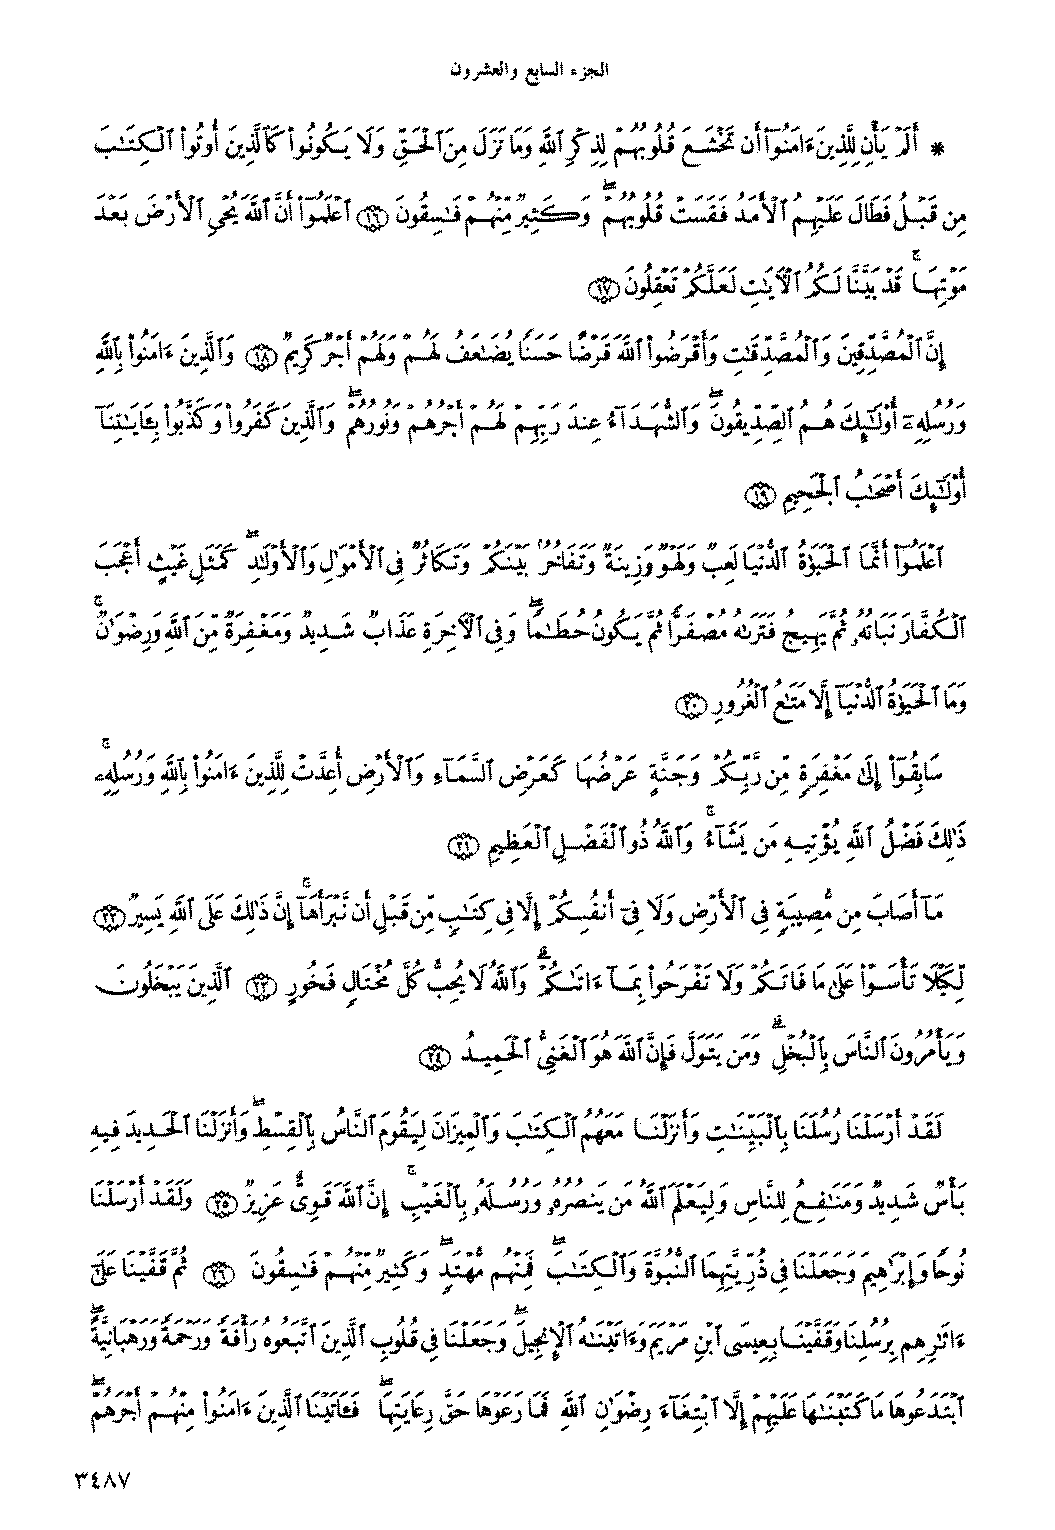 الجزء السابع والعشرون
* أَلَمْ يَأْنِ لِلَّذِينَ ءَامَنُوٓا۟ أَن تَخْشَعَ قُلُوبُهُمْ لِذِكْرِ ٱللَّهِ وَمَا نَزَلَ مِنَ ٱلْحَقِّ وَلَا يَكُونُوا۟ كَٱلَّذِينَ أُوتُوا۟ ٱلْكِتَـٰبَ
مِن قَبْلُ فَطَالَ عَلَيْهِمُ ٱلْأَمَدُ فَقَسَتْ قُلُوبُهُمْ ۖ وَكَثِيرٌ مِّنْهُمْ فَـٰسِقُونَ ﴿١٦﴾ ٱعْلَمُوٓا۟ أَنَّ ٱللَّهَ يُحْىِ ٱلْأَرْضَ بَعْدَ
مَوْتِهَا ۚ قَدْ بَيَّنَّا لَكُمُ ٱلْـَٔايَـٰتِ لَعَلَّكُمْ تَعْقِلُونَ ﴿١٧﴾
إِنَّ ٱلْمُصَّدِّقِينَ وَٱلْمُصَّدِّقَـٰتِ وَأَقْرَضُوا۟ ٱللَّهَ قَرْضًا حَسَنًا يُضَـٰعَفُ لَهُمْ وَلَهُمْ أَجْرٌ كَرِيمٌ ﴿١٨﴾ وَٱلَّذِينَ ءَامَنُوا۟ بِٱللَّهِ
وَرُسُلِهِۦٓ أُو۟لَـٰٓئِكَ هُمُ ٱلصِّدِّيقُونَ ۖ وَٱلشُّهَدَآءُ عِندَ رَبِّهِمْ لَهُمْ أَجْرُهُمْ وَنُورُهُمْ ۖ وَٱلَّذِينَ كَفَرُوا۟ وَكَذَّبُوا۟ بِـَٔايَـٰتِنَآ
أُو۟لَـٰٓئِكَ أَصْحَـٰبُ ٱلْجَحِيمِ ﴿١٩﴾
ٱعْلَمُوٓا۟ أَنَّمَا ٱلْحَيَوٰةُ ٱلدُّنْيَا لَعِبٌ وَلَهْوٌ وَزِينَةٌ وَتَفَاخُرٌۢ بَيْنَكُمْ وَتَكَاثُرٌ فِى ٱلْأَمْوَٰلِ وَٱلْأَوْلَـٰدِ ۖ كَمَثَلِ غَيْثٍ أَعْجَبَ
ٱلْكُفَّارَ نَبَاتُهُۥ ثُمَّ يَهِيجُ فَتَرَىٰهُ مُصْفَرًّا ثُمَّ يَكُونُ حُطَـٰمًا ۖ وَفِى ٱلْـَٔاخِرَةِ عَذَابٌ شَدِيدٌ وَمَغْفِرَةٌ مِّنَ ٱللَّهِ وَرِضْوَٰنٌ ۚ
وَمَا ٱلْحَيَوٰةُ ٱلدُّنْيَآ إِلَّا مَتَـٰعُ ٱلْغُرُورِ ﴿٢٠﴾
سَابِقُوٓا۟ إِلَىٰ مَغْفِرَةٍ مِّن رَّبِّكُمْ وَجَنَّةٍ عَرْضُهَا كَعَرْضِ ٱلسَّمَآءِ وَٱلْأَرْضِ أُعِدَّتْ لِلَّذِينَ ءَامَنُوا۟ بِٱللَّهِ وَرُسُلِهِۦ ۚ
ذَٰلِكَ فَضْلُ ٱللَّهِ يُؤْتِيهِ مَن يَشَآءُ ۚ وَٱللَّهُ ذُو ٱلْفَضْلِ ٱلْعَظِيمِ ﴿٢١﴾
مَآ أَصَابَ مِن مُّصِيبَةٍ فِى ٱلْأَرْضِ وَلَا فِىٓ أَنفُسِكُمْ إِلَّا فِى كِتَـٰبٍ مِّن قَبْلِ أَن نَّبْرَأَهَآ ۚ إِنَّ ذَٰلِكَ عَلَى ٱللَّهِ يَسِيرٌ ﴿٢٢﴾
لِّكَيْلَا تَأْسَوْا۟ عَلَىٰ مَا فَاتَكُمْ وَلَا تَفْرَحُوا۟ بِمَآ ءَاتَىٰكُمْ ۗ وَٱللَّهُ لَا يُحِبُّ كُلَّ مُخْتَالٍ فَخُورٍ ﴿٢٣﴾ ٱلَّذِينَ يَبْخَلُونَ
وَيَأْمُرُونَ ٱلنَّاسَ بِٱلْبُخْلِ ۗ وَمَن يَتَوَلَّ فَإِنَّ ٱللَّهَ هُوَ ٱلْغَنِىُّ ٱلْحَمِيدُ ﴿٢٤﴾
لَقَدْ أَرْسَلْنَا رُسُلَنَا بِٱلْبَيِّنَـٰتِ وَأَنزَلْنَا مَعَهُمُ ٱلْكِتَـٰبَ وَٱلْمِيزَانَ لِيَقُومَ ٱلنَّاسُ بِٱلْقِسْطِ ۖ وَأَنزَلْنَا ٱلْحَدِيدَ فِيهِ
بَأْسٌ شَدِيدٌ وَمَنَـٰفِعُ لِلنَّاسِ وَلِيَعْلَمَ ٱللَّهُ مَن يَنصُرُهُۥ وَرُسُلَهُۥ بِٱلْغَيْبِ ۚ إِنَّ ٱللَّهَ قَوِىٌّ عَزِيزٌ ﴿٢٥﴾ وَلَقَدْ أَرْسَلْنَا
نُوحًا وَإِبْرَٰهِيمَ وَجَعَلْنَا فِى ذُرِّيَّتِهِمَا ٱلنُّبُوَّةَ وَٱلْكِتَـٰبَ ۖ فَمِنْهُم مُّهْتَدٍ ۖ وَكَثِيرٌ مِّنْهُمْ فَـٰسِقُونَ ﴿٢٦﴾ ثُمَّ قَفَّيْنَا عَلَىٰٓ
ءَاثَـٰرِهِم بِرُسُلِنَا وَقَفَّيْنَا بِعِيسَى ٱبْنِ مَرْيَمَ وَءَاتَيْنَـٰهُ ٱلْإِنجِيلَ ۖ وَجَعَلْنَا فِى قُلُوبِ ٱلَّذِينَ ٱتَّبَعُوهُ رَأْفَةً وَرَحْمَةً وَرَهْبَانِيَّةً ۖ
ٱبْتَدَعُوهَا مَا كَتَبْنَـٰهَا عَلَيْهِمْ إِلَّا ٱبْتِغَآءَ رِضْوَٰنِ ٱللَّهِ فَمَا رَعَوْهَا حَقَّ رِعَايَتِهَا ۖ فَـَٔاتَيْنَا ٱلَّذِينَ ءَامَنُوا۟ مِنْهُمْ أَجْرَهُمْ ۖ
٣٤٨٧